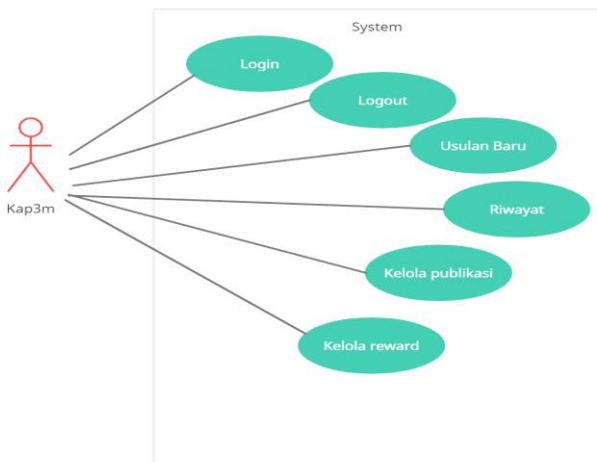 System
Login
Logout
Usulan Baru
Riwayat
Kap3m
Kelola publikasi
Kelola reward